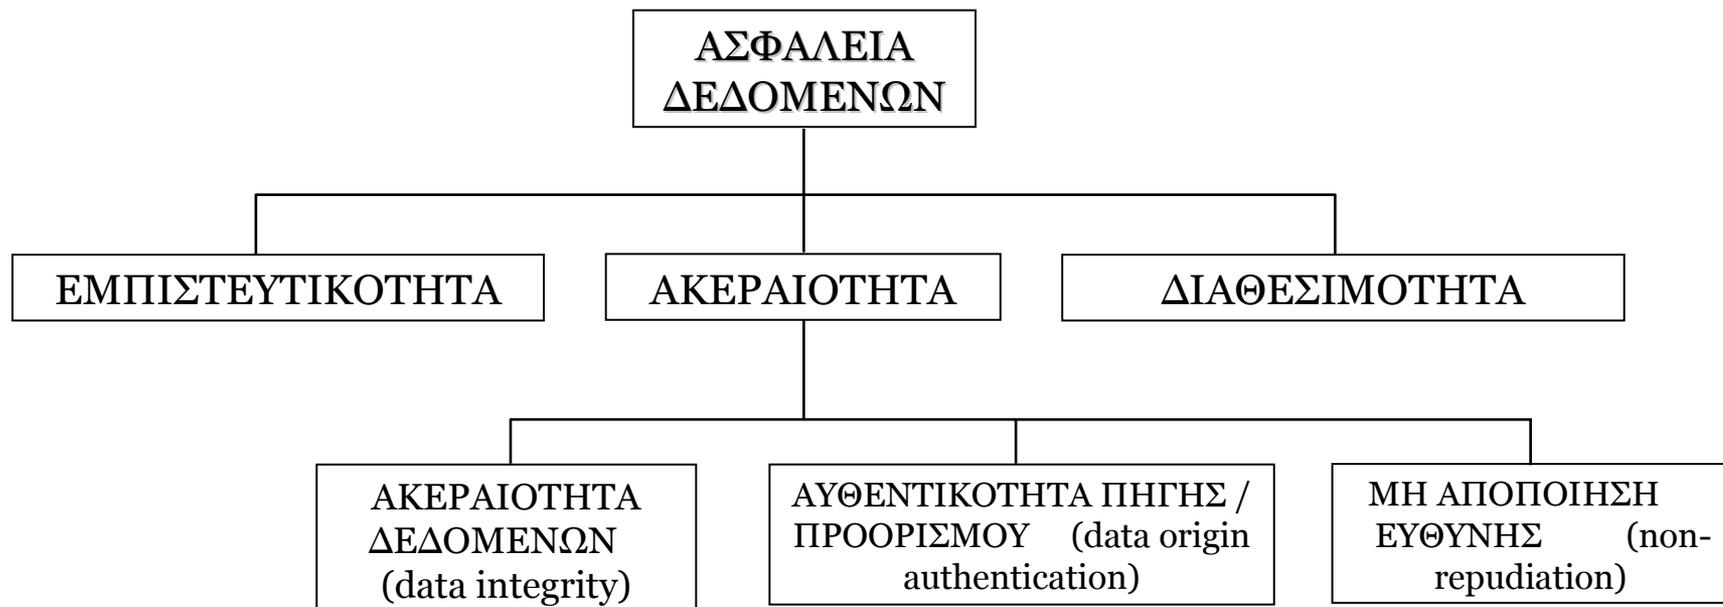 ΑΣΦΑΛΕΙΑ
ΔΕΔΟΜΕΝΩΝ
ΕΜΠΙΣΤΕΥΤΙΚΟΤΗΤΑ
ΑΚΕΡΑΙΟΤΗΤΑ
ΔΙΑΘΕΣΙΜΟΤΗΤΑ
ΑΚΕΡΑΙΟΤΗΤΑ
ΔΕΔΟΜΕΝΩΝ
(data integrity)
ΑΥΘΕΝΤΙΚΟΤΗΤΑ ΠΗΓΗΣ /
ΠΡΟΟΡΙΣΜΟΥ (data origin
authentication)
ΜΗ ΑΠΟΠΟΙΗΣΗ
ΕΥΘΥΝΗΣ (non-
repudiation)